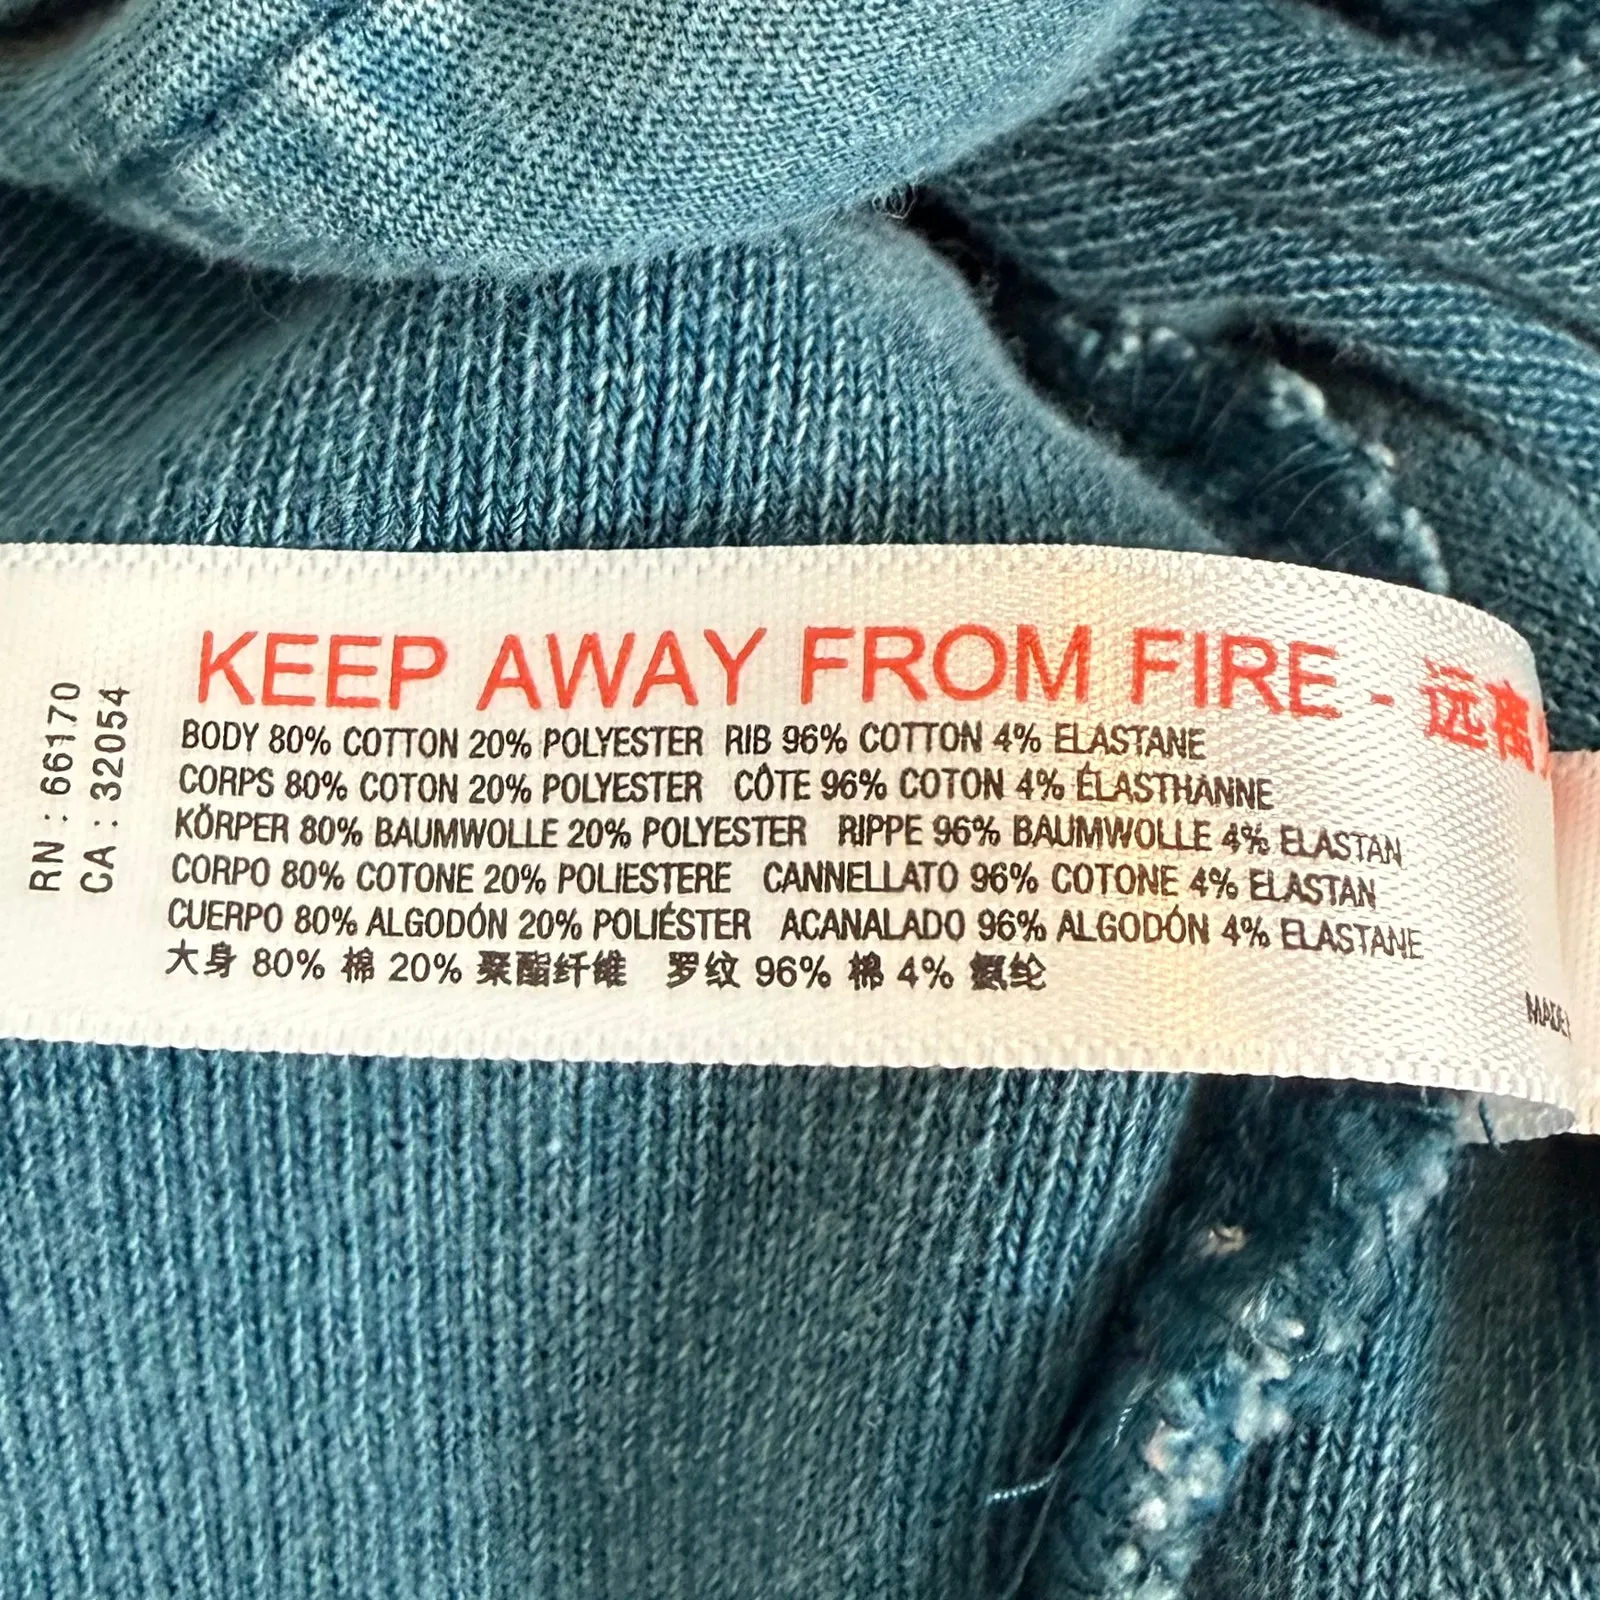 RN : 66170
CA : 32054
KEEP AWAY FROM FIRE - 远离
BODY 80% COTTON 20% POLYESTER RIB 96% COTTON 4% ELASTANE
CORPS 80% COTON 20% POLYESTER CÔTE 96% COTON 4% ÉLASTHANNE
KÖRPER 80% BAUMWOLLE 20% POLYESTER RIPPE 96% BAUMWOLLE 4% ELASTAN
CORPO 80% COTONE 20% POLIESTERE CANNELLATO 96% COTONE 4% ELASTAN
CUERPO 80% ALGODÓN 20% POLIÉSTER ACANALADO 96% ALGODÓN 4% ELASTANE
大身 80% 棉 20% 聚酯纤维 罗纹 96% 棉 4% 氨纶
MADE